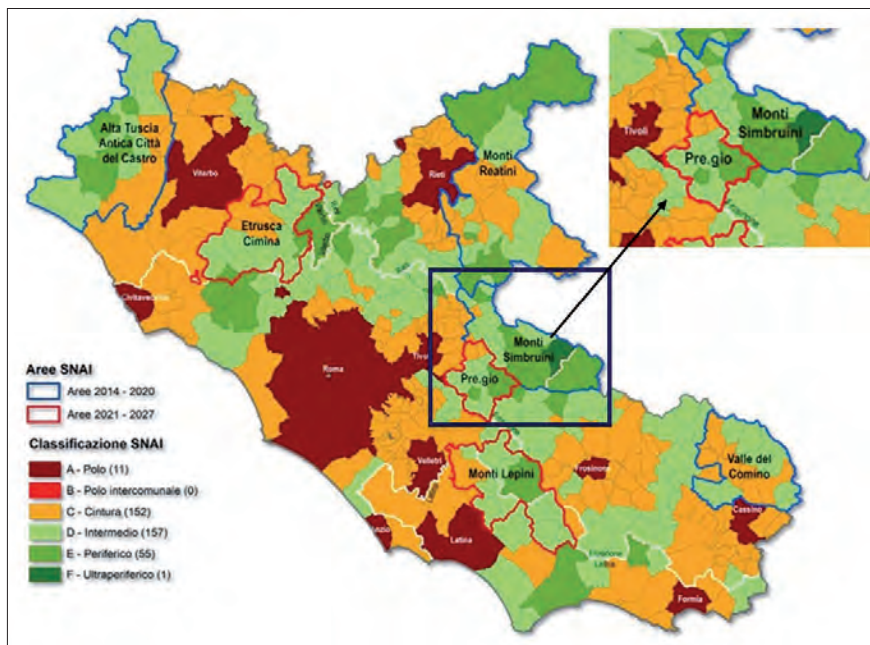 Alta Tuscia
Antica Città
del Castro
Viterbo
Etrusca
Cimina
Rieti
Monti
Reatini
Civitavecchia
Roma
Tivoli
Monti
Simbruini
Pre.gio
Velletri
Monti Lepini
Frosinone
Valle del
Comino
Cassino
Anzio
Latina
Frosinone
Latina
Formia
Tivoli
Monti
Simbruini
Pre.gio
Aree SNAI
Aree 2014 - 2020
Aree 2021 - 2027
Classificazione SNAI
A - Polo (11)
B - Polo intercomunale (0)
C - Cintura (152)
D - Intermedio (157)
E - Periferico (55)
F - Ultraperiferico (1)